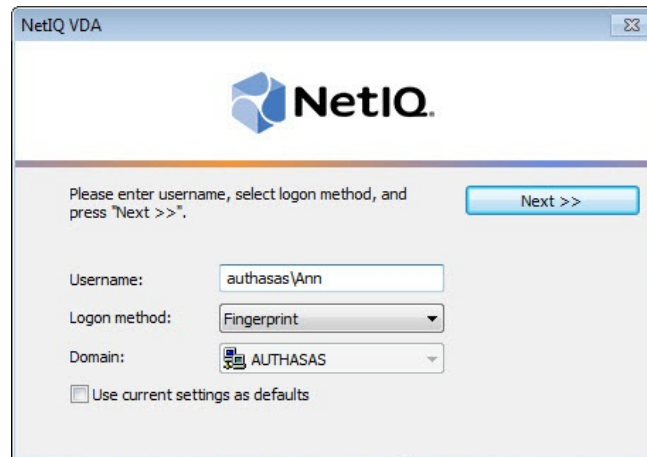 NetIQ VDA
NetIQ.
Please enter username, select logon method, and
press "Next >>".
Next >>
Username:
authasas\Ann
Logon method:
Fingerprint
Domain:
AUTHASAS
Use current settings as defaults